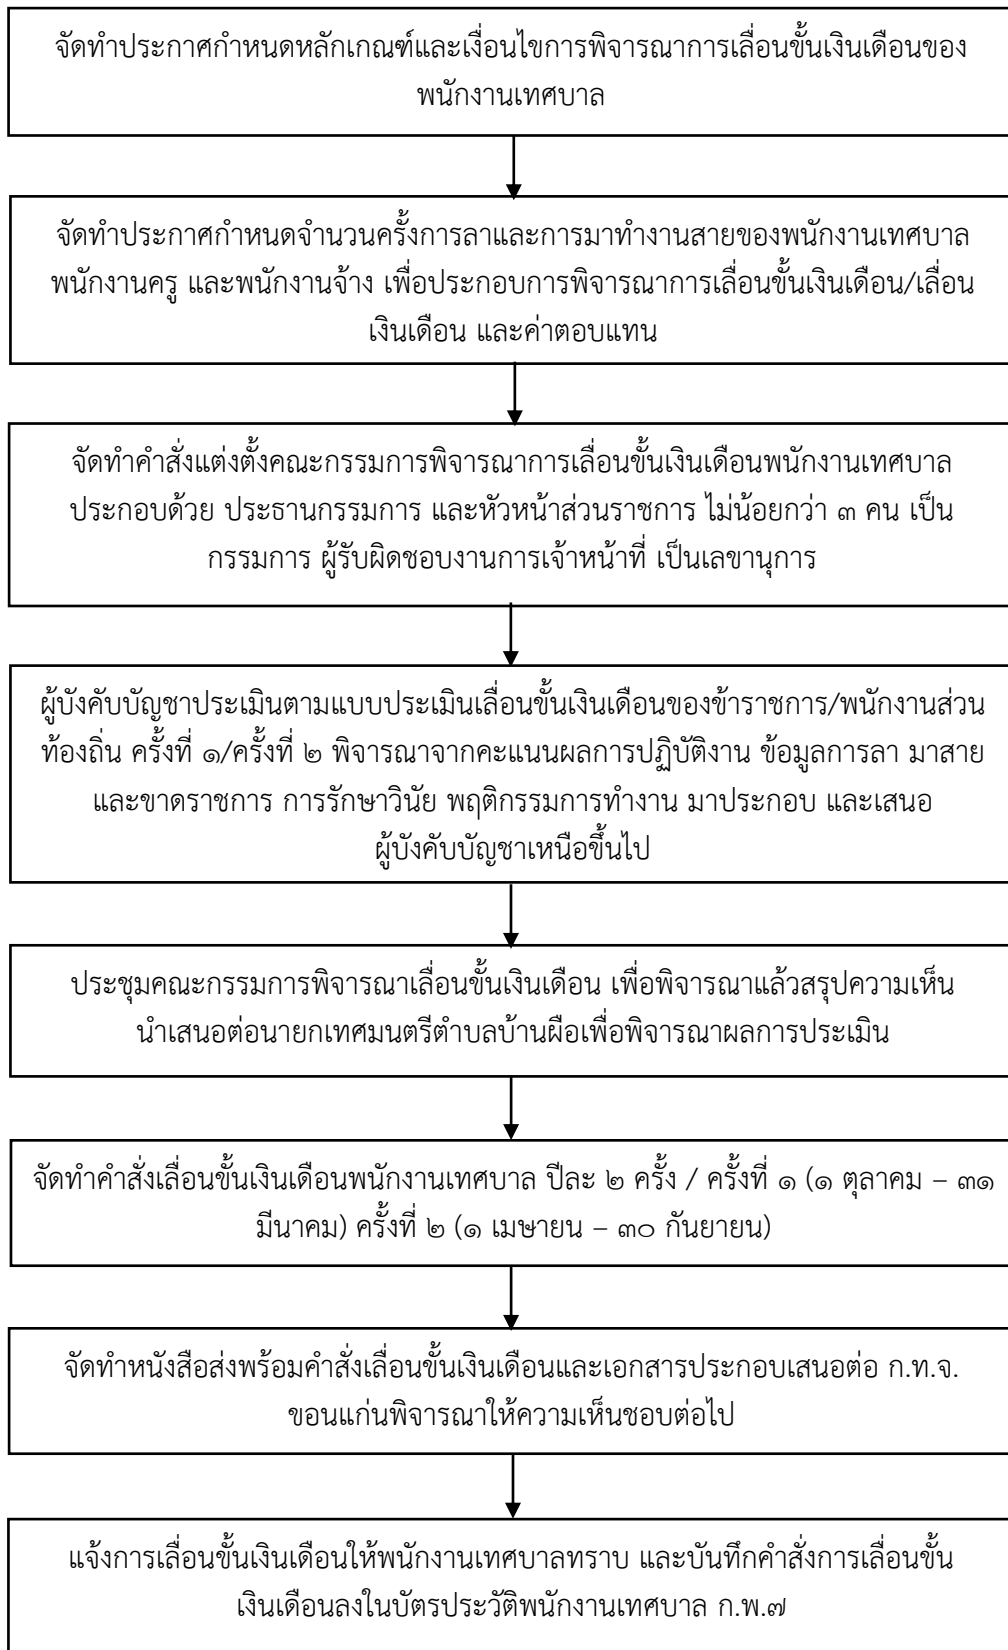 จัดทำประกาศกำหนดหลักเกณฑ์และเงื่อนไขการพิจารณาการเลื่อนขั้นเงินเดือนของ
พนักงานเทศบาล
จัดทำประกาศกำหนดจำนวนครั้งการลาและการมาทำงานสายของพนักงานเทศบาล
พนักงานครู และพนักงานจ้าง เพื่อประกอบการพิจารณาการเลื่อนขั้นเงินเดือน/เลื่อน
เงินเดือน และค่าตอบแทน
จัดทำคำสั่งแต่งตั้งคณะกรรมการพิจารณาการเลื่อนขั้นเงินเดือนพนักงานเทศบาล
ประกอบด้วย ประธานกรรมการ และหัวหน้าส่วนราชการ ไม่น้อยกว่า ๓ คน เป็น
กรรมการ ผู้รับผิดชอบงานการเจ้าหน้าที่ เป็นเลขานุการ
ผู้บังคับบัญชาประเมินตามแบบประเมินเลื่อนขั้นเงินเดือนของข้าราชการ/พนักงานส่วน
ท้องถิ่น ครั้งที่ ๑/ครั้งที่ ๒ พิจารณาจากคะแนนผลการปฏิบัติงาน ข้อมูลการลา มาสาย
และขาดราชการ การรักษาวินัย พฤติกรรมการทำงาน มาประกอบ และเสนอ
ผู้บังคับบัญชาเหนือขึ้นไป
ประชุมคณะกรรมการพิจารณาเลื่อนขั้นเงินเดือน เพื่อพิจารณาแล้วสรุปความเห็น
นำเสนอต่อนายกเทศมนตรีตำบลบ้านผือเพื่อพิจารณาผลการประเมิน
จัดทำคำสั่งเลื่อนขั้นเงินเดือนพนักงานเทศบาล ปีละ ๒ ครั้ง / ครั้งที่ ๑ (๑ ตุลาคม – ๓๑
มีนาคม) ครั้งที่ ๒ (๑ เมษายน – ๓๐ กันยายน)
จัดทำหนังสือส่งพร้อมคำสั่งเลื่อนขั้นเงินเดือนและเอกสารประกอบเสนอต่อ ก.ท.จ.
ขอนแก่นพิจารณาให้ความเห็นชอบต่อไป
แจ้งการเลื่อนขั้นเงินเดือนให้พนักงานเทศบาลทราบ และบันทึกคำสั่งการเลื่อนขั้น
เงินเดือนลงในบัตรประวัติพนักงานเทศบาล ก.พ.๗